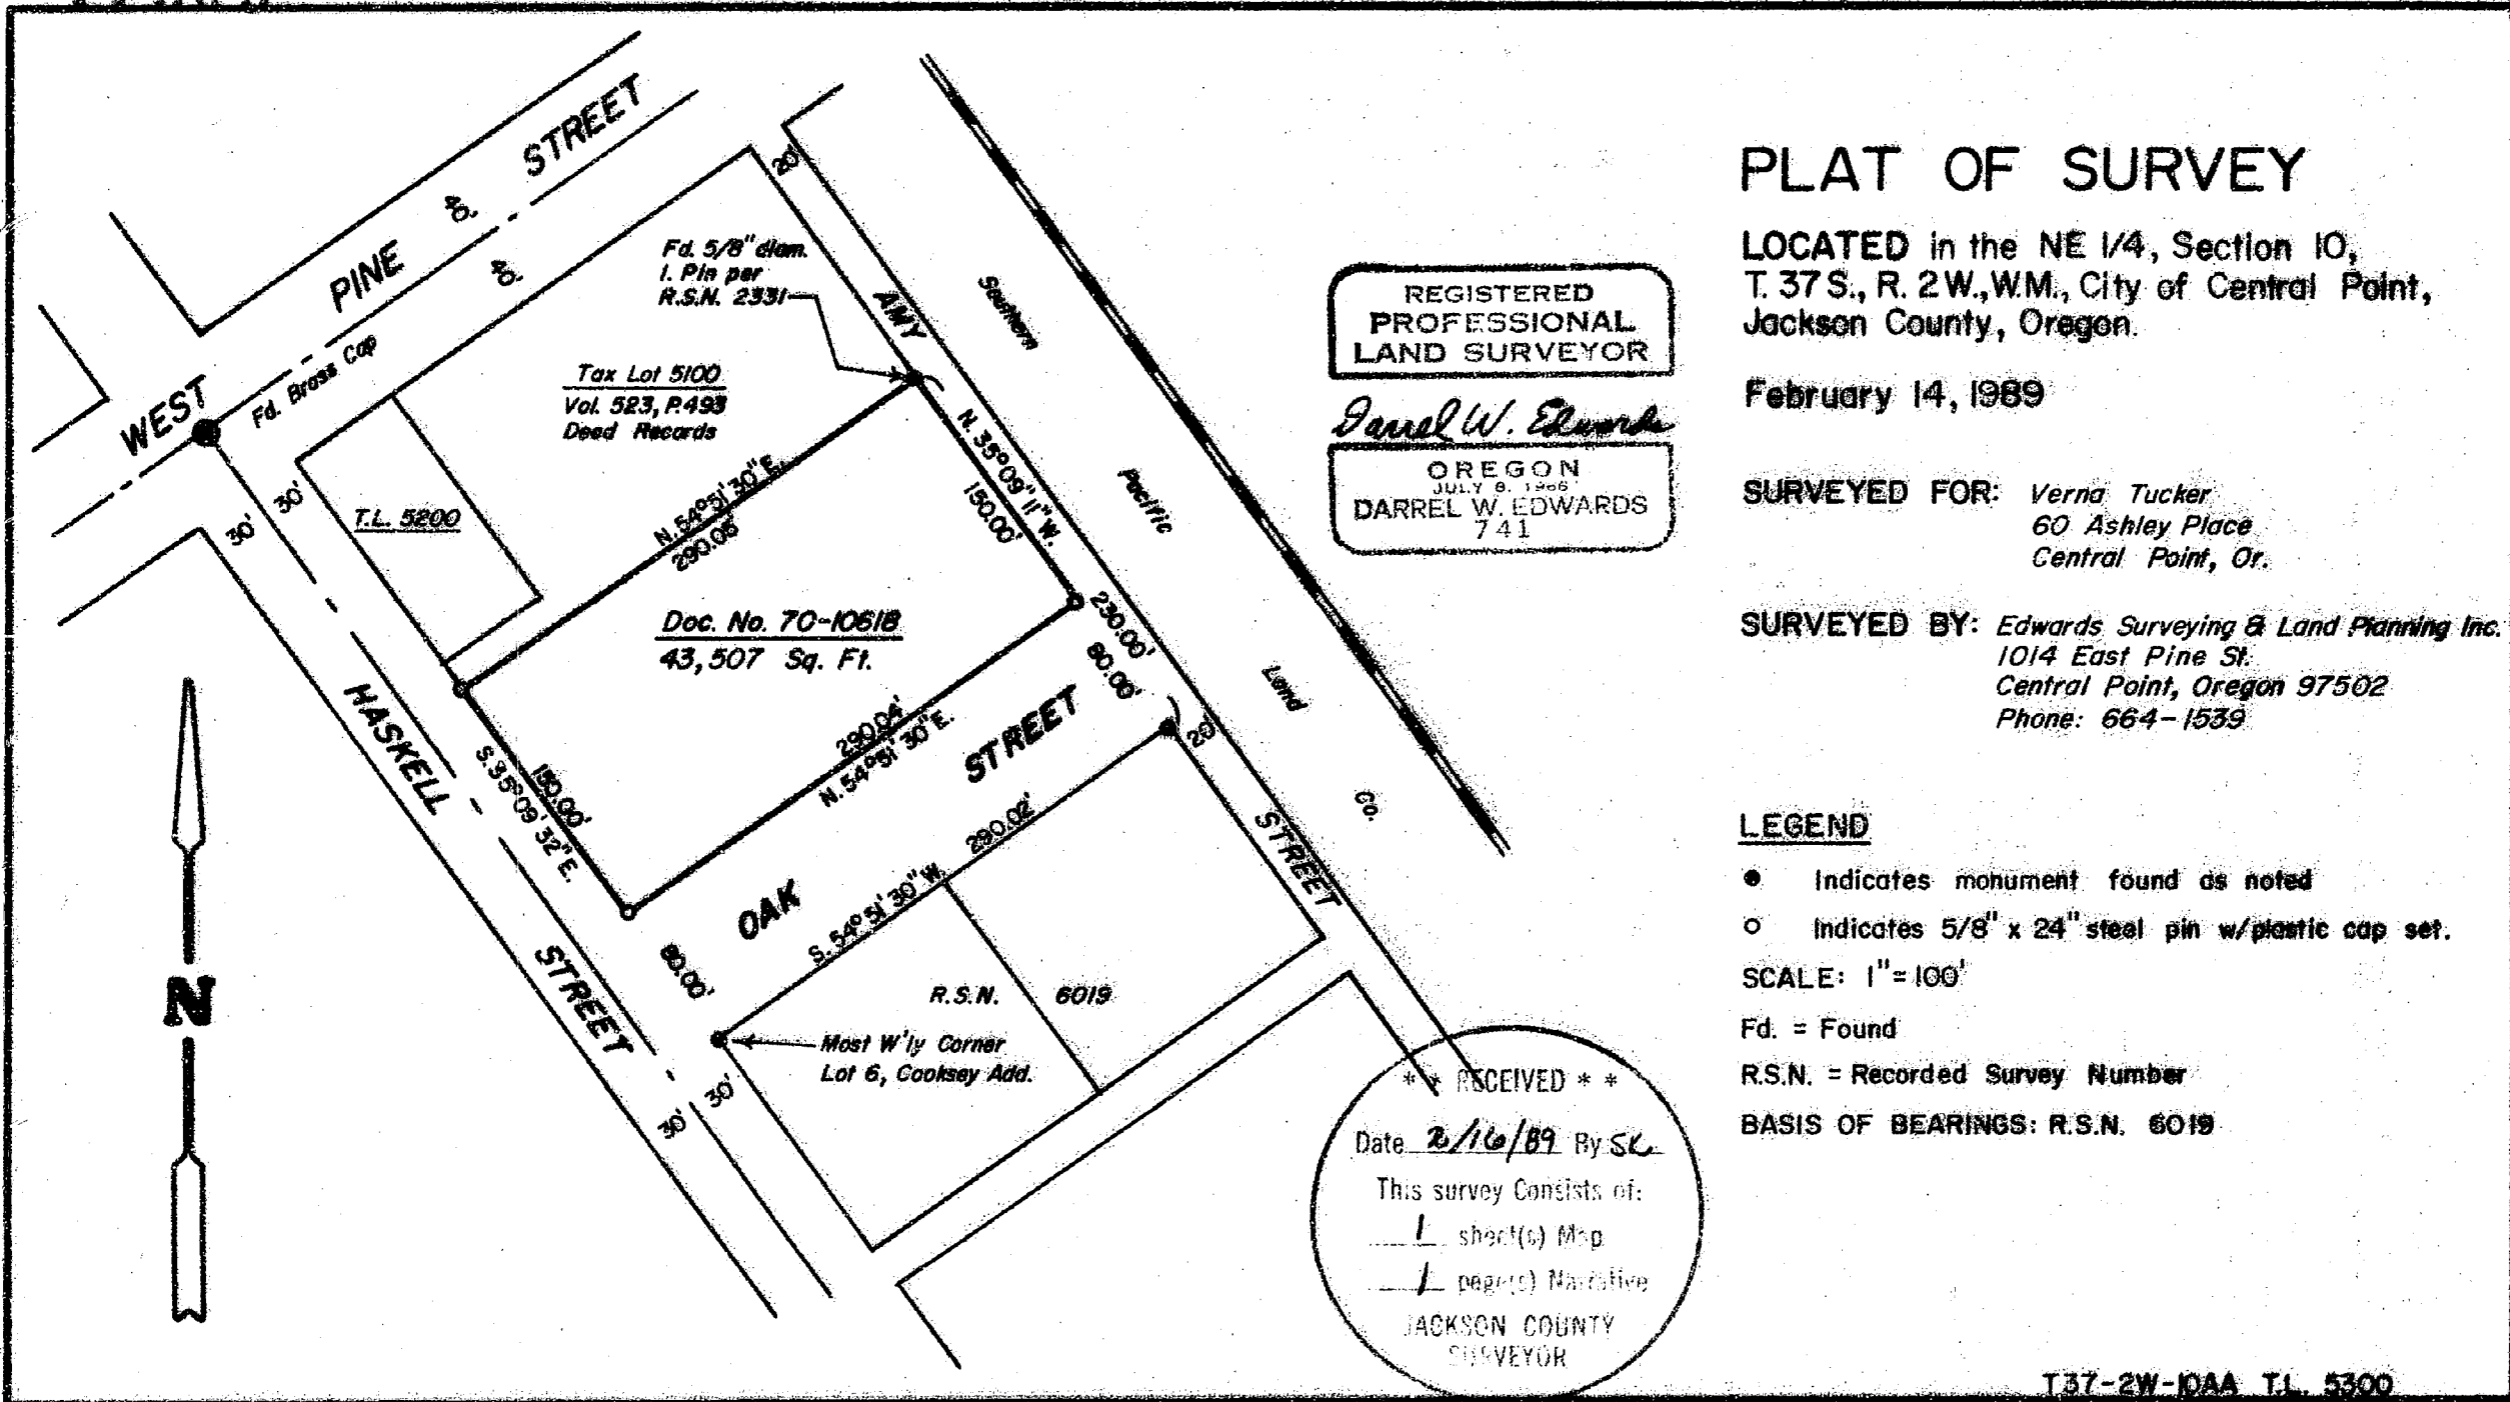 PLAT OF SURVEY
LOCATED in the NE 1/4, Section 10,
T. 37 S., R. 2 W., W.M., City of Central Point,
Jackson County, Oregon.
February 14, 1989
SURVEYED FOR: Verna Tucker
60 Ashley Place
Central Point, Or.
SURVEYED BY: Edwards Surveying & Land Planning Inc.
1014 East Pine St.
Central Point, Oregon 97502
Phone: 664-1539
LEGEND
Indicates monument found as noted
Indicates 5/8" x 24" steel pin w/plastic cap set.
SCALE: 1"=100'
Fd. = Found
R.S.N. = Recorded Survey Number
BASIS OF BEARINGS: R.S.N. 6019
T37-2W-10AA T.L. 5300
REGISTERED
PROFESSIONAL
LAND SURVEYOR
Darrel W. Edwards
OREGON
JULY 8, 1966
DARREL W. EDWARDS
741
WEST PINE STREET
40'
40'
Fd. Brass Cap
20'
Fd. 5/8" diam.
I. Pin per
R.S.N. 2331
Tax Lot 5100
Vol. 523, P.493
Deed Records
T.L. 5200
30'
30'
AMY STREET
Southern Pacific Land Co.
N. 54°51'30"E.
290.05'
N. 35°09'11"W.
150.00'
230.00'
80.00'
20'
Doc. No. 70-10618
43,507 Sq. Ft.
290.04'
N. 54°51'30"E.
HASKELL STREET
150.00'
S.35°09'32"E.
OAK STREET
80.00'
290.02'
S. 54°51'30"W.
R.S.N. 6019
Most W'ly Corner
Lot 6, Cooksey Add.
30'
30'
N
* * RECEIVED * *
Date 2/16/89 By SK
This survey Consists of:
1 sheet(s) Map
1 page(s) Narrative
JACKSON COUNTY
SURVEYOR